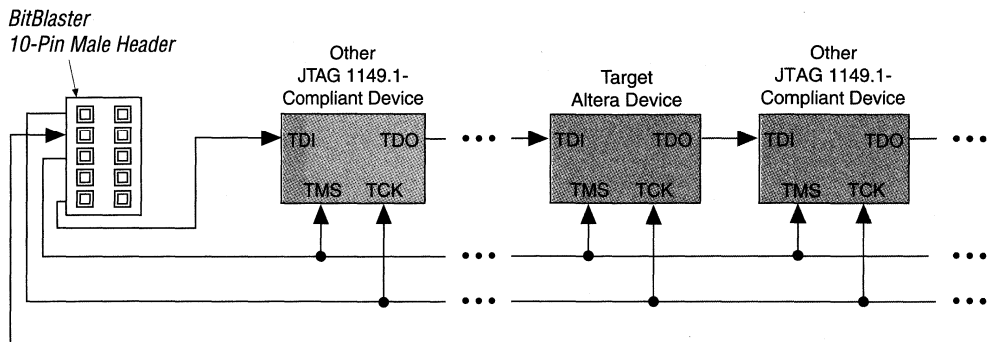 BitBlaster
10-Pin Male Header
Other
JTAG 1149.1-
Compliant Device
Target
Altera Device
Other
JTAG 1149.1-
Compliant Device
TDI TDO
TMS TCK
TDI TDO
TMS TCK
TDI TDO
TMS TCK